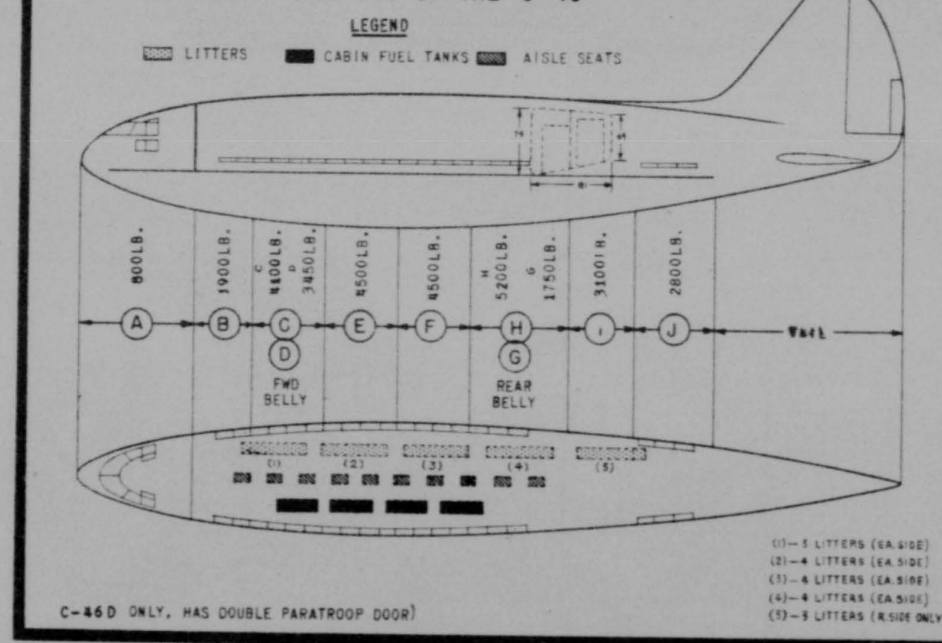 LEGEND
LITTERS CABIN FUEL TANKS AISLE SEATS
800LB. 1900LB. C 4100LB. D 3450LB. 4500LB. 4500LB. H 5200LB. G 1750LB. 3100LB. 2800LB.
A B C E F H I J
D G
FWD REAR
BELLY BELLY
(1) (2) (3) (4) (5)
(1)-3 LITTERS (EA.SIDE)
(2)-4 LITTERS (EA.SIDE)
(3)-4 LITTERS (EA.SIDE)
(4)-4 LITTERS (EA.SIDE)
(5)-3 LITTERS (R.SIDE ONLY
C-46D ONLY, HAS DOUBLE PARATROOP DOOR)